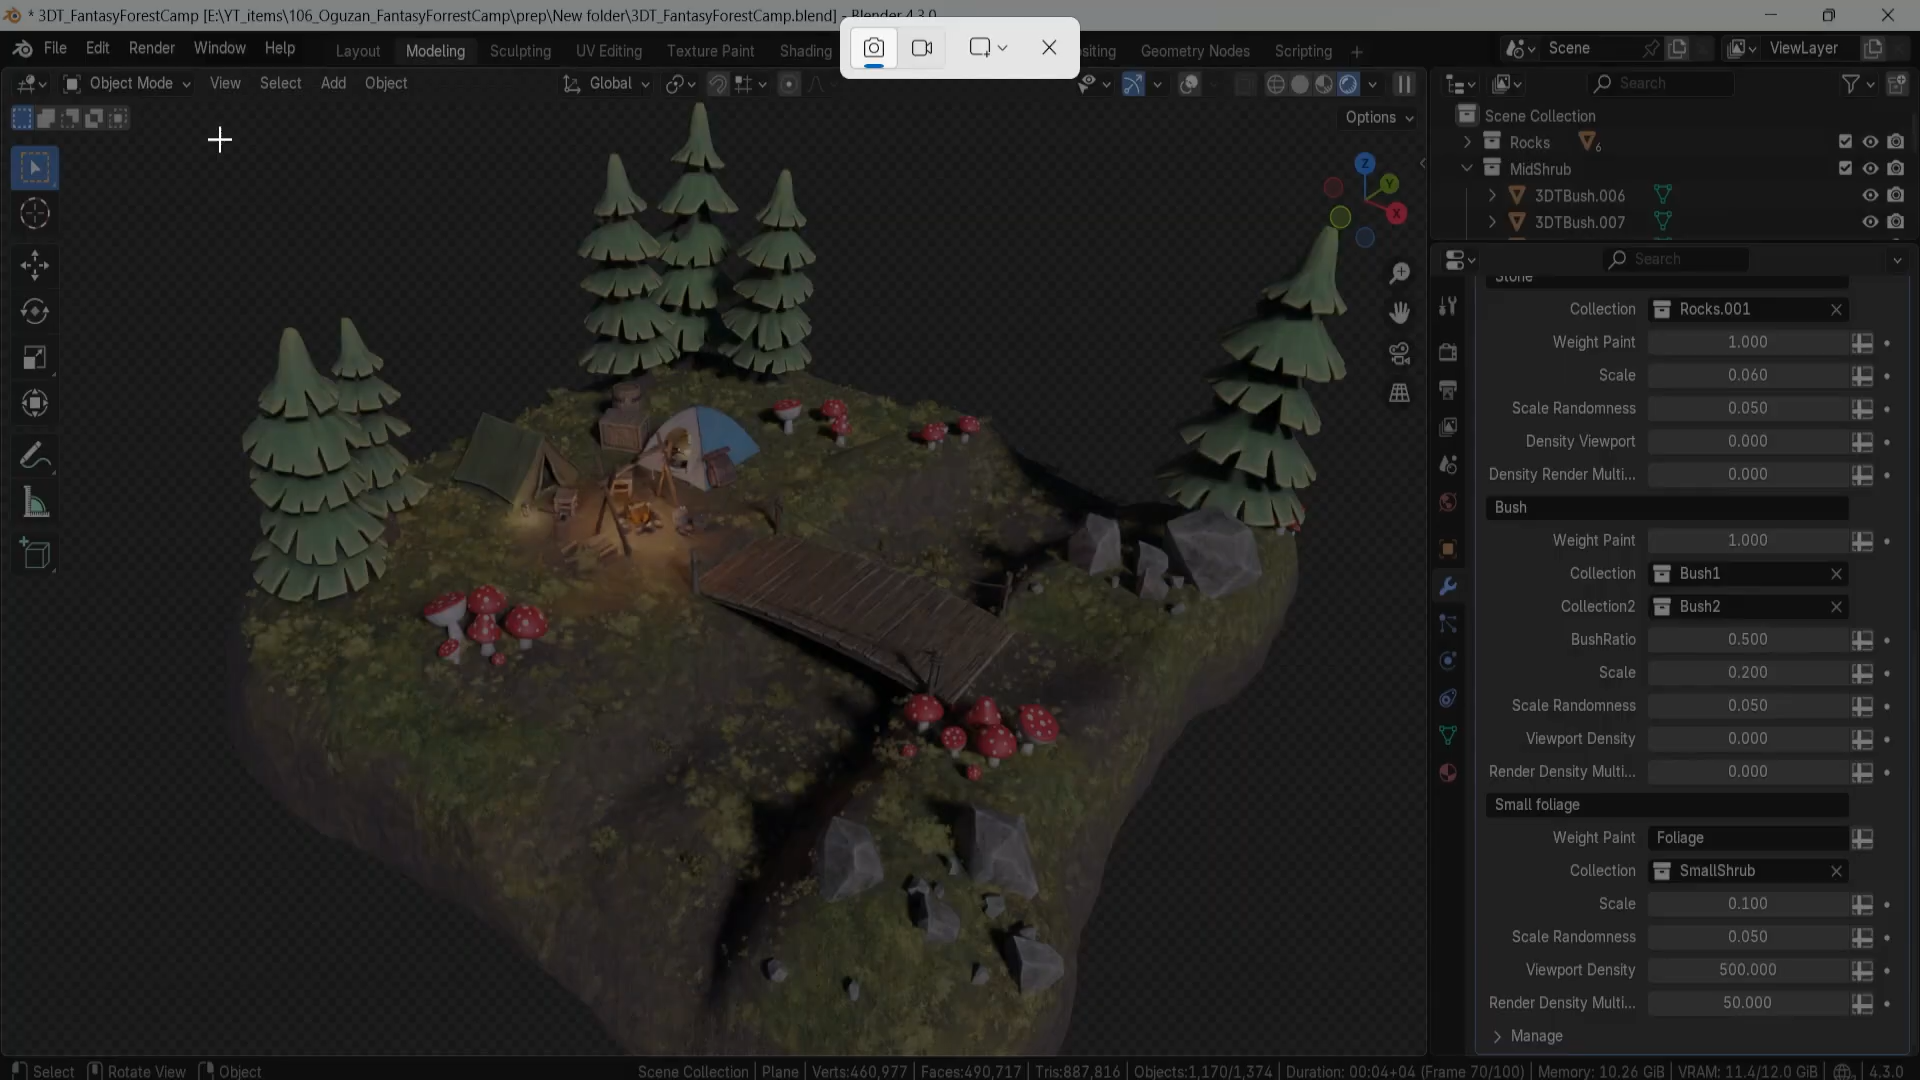 * 3DT_FantasyForestCamp [E:\YT_items\106_Oguzan_FantasyForrestCamp\prep\New folder\3DT_FantasyForestCamp.blend] - Blender 4.3.0
File Edit Render Window Help Layout Modeling Sculpting UV Editing Texture Paint Shading Geometry Nodes Scripting + Scene ViewLayer
Object Mode View Select Add Object Global Search
Options
Scene Collection
Rocks 6
MidShrub
3DTBush.006
3DTBush.007
Z
Y
X
Search
Stone
Collection Rocks.001
Weight Paint 1.000
Scale 0.060
Scale Randomness 0.050
Density Viewport 0.000
Density Render Multi... 0.000
Bush
Weight Paint 1.000
Collection Bush1
Collection2 Bush2
BushRatio 0.500
Scale 0.200
Scale Randomness 0.050
Viewport Density 0.000
Render Density Multi... 0.000
Small foliage
Weight Paint Foliage
Collection SmallShrub
Scale 0.100
Scale Randomness 0.050
Viewport Density 500.000
Render Density Multi... 50.000
Manage
Select Rotate View Object Scene Collection | Plane | Verts:460,977 | Faces:490,717 | Tris:887,816 | Objects:1,170/1,374 | Duration: 00:04+04 (Frame 70/100) | Memory: 10.26 GiB | VRAM: 11.4/12.0 GiB 4.3.0